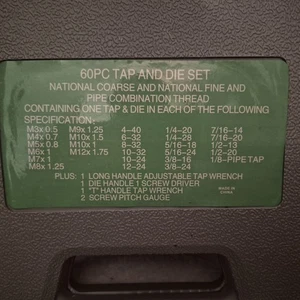 60PC TAP AND DIE SET
NATIONAL COARSE AND NATIONAL FINE AND
PIPE COMBINATION THREAD
CONTAINING ONE TAP & DIE IN EACH OF THE FOLLOWING
SPECIFICATION:
M3x0.5 M9x1.25 4-40 1/4-20 7/16-14
M4x0.7 M10x1.5 6-32 1/4-28 7/16-20
M5x0.8 M10x1 8-32 5/16-18 1/2-13
M6x1 M12x1.75 10-32 5/16-24 1/2-20
M7x1 10-24 3/8-16 1/8-PIPE TAP
M8x1.25 12-24 3/8-24
PLUS: 1 LONG HANDLE ADJUSTABLE TAP WRENCH
1 DIE HANDLE 1 SCREW DRIVER
1 "T" HANDLE TAP WRENCH
2 SCREW PITCH GAUGE
MADE IN
CHINA